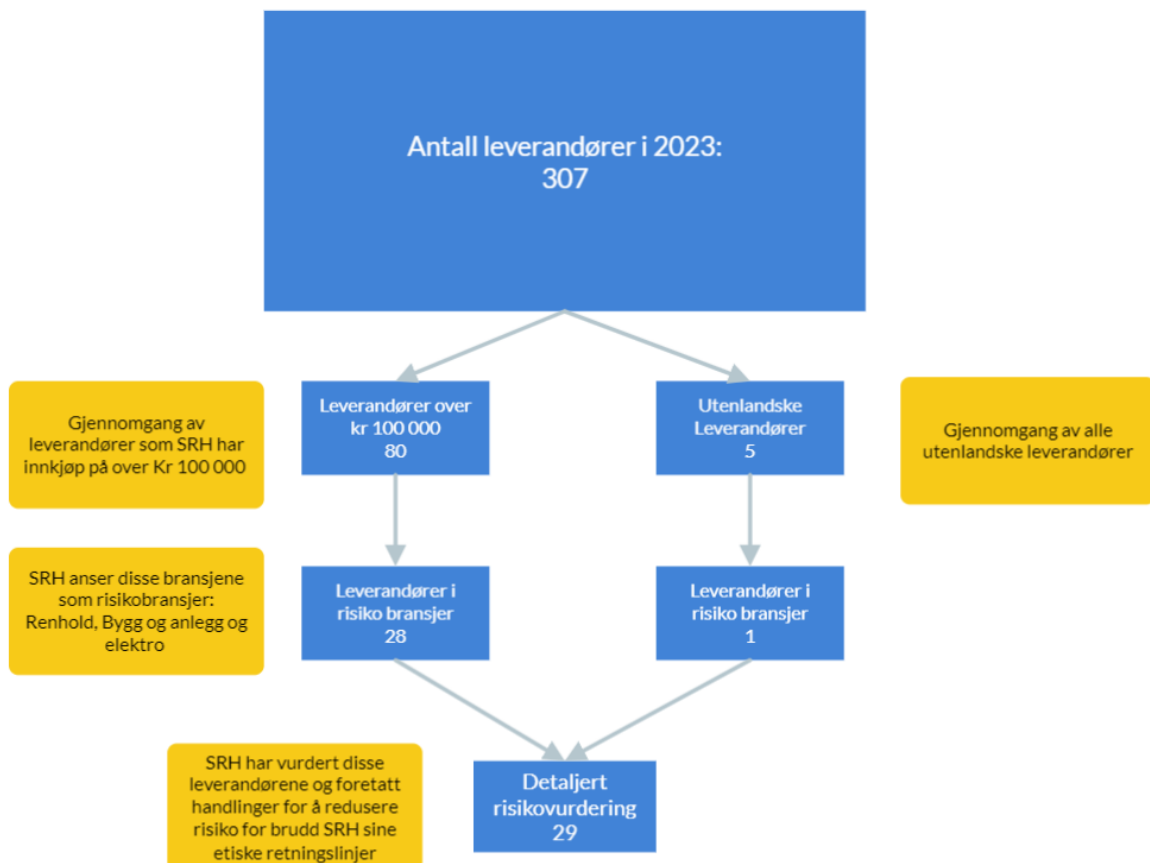 Antall leverandører i 2023:
307
Gjennomgang av
leverandører som SRH har
innkjøp på over Kr 100 000
Leverandører over
kr 100 000
80
Utenlandske
Leverandører
5
Gjennomgang av alle
utenlandske leverandører
SRH anser disse bransjene
som risikobransjer:
Renhold, Bygg og anlegg og
elektro
Leverandører i
risiko bransjer
28
Leverandører i
risiko bransjer
1
SRH har vurdert disse
leverandørene og foretatt
handlinger for å redusere
risiko for brudd SRH sine
etiske retningslinjer
Detaljert
risikovurdering
29